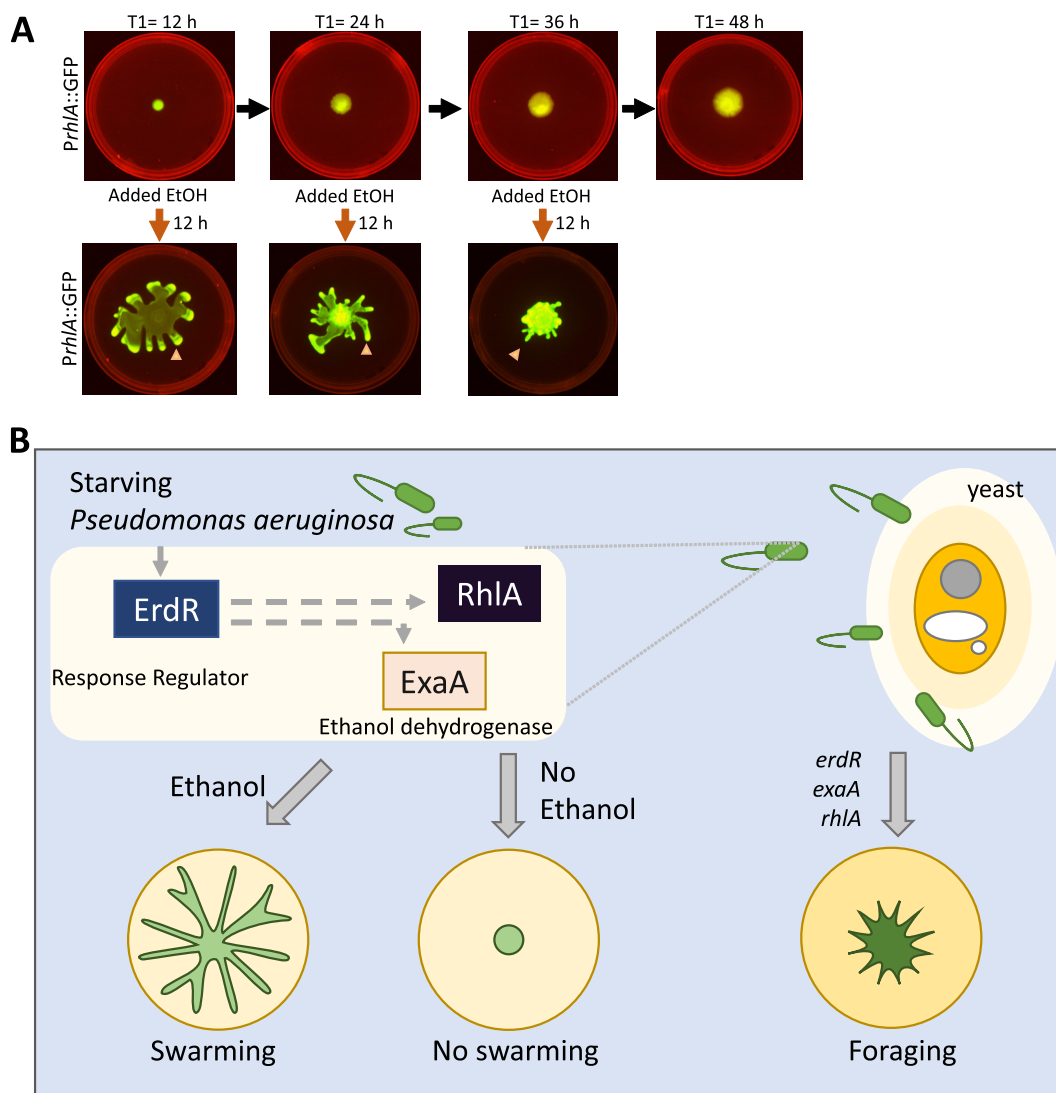 A
T1= 12 h
T1= 24 h
T1= 36 h
T1= 48 h
PrhlA::GFP
Added EtOH
Added EtOH
Added EtOH
12 h
12 h
12 h
PrhlA::GFP
B
Starving
Pseudomonas aeruginosa
yeast
ErdR
RhlA
Response Regulator
ExaA
Ethanol dehydrogenase
Ethanol
No
Ethanol
erdR
exaA
rhlA
Swarming
No swarming
Foraging